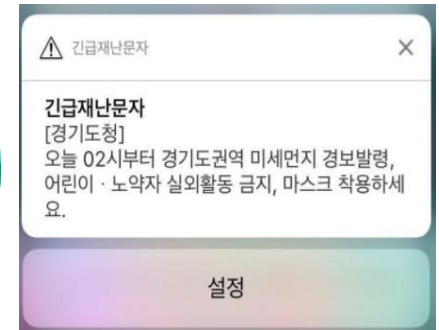 긴급재난문자
긴급재난문자
[경기도청]
오늘 02시부터 경기도권역 미세먼지 경보발령,
어린이 · 노약자 실외활동 금지, 마스크 착용하세
요.
설정